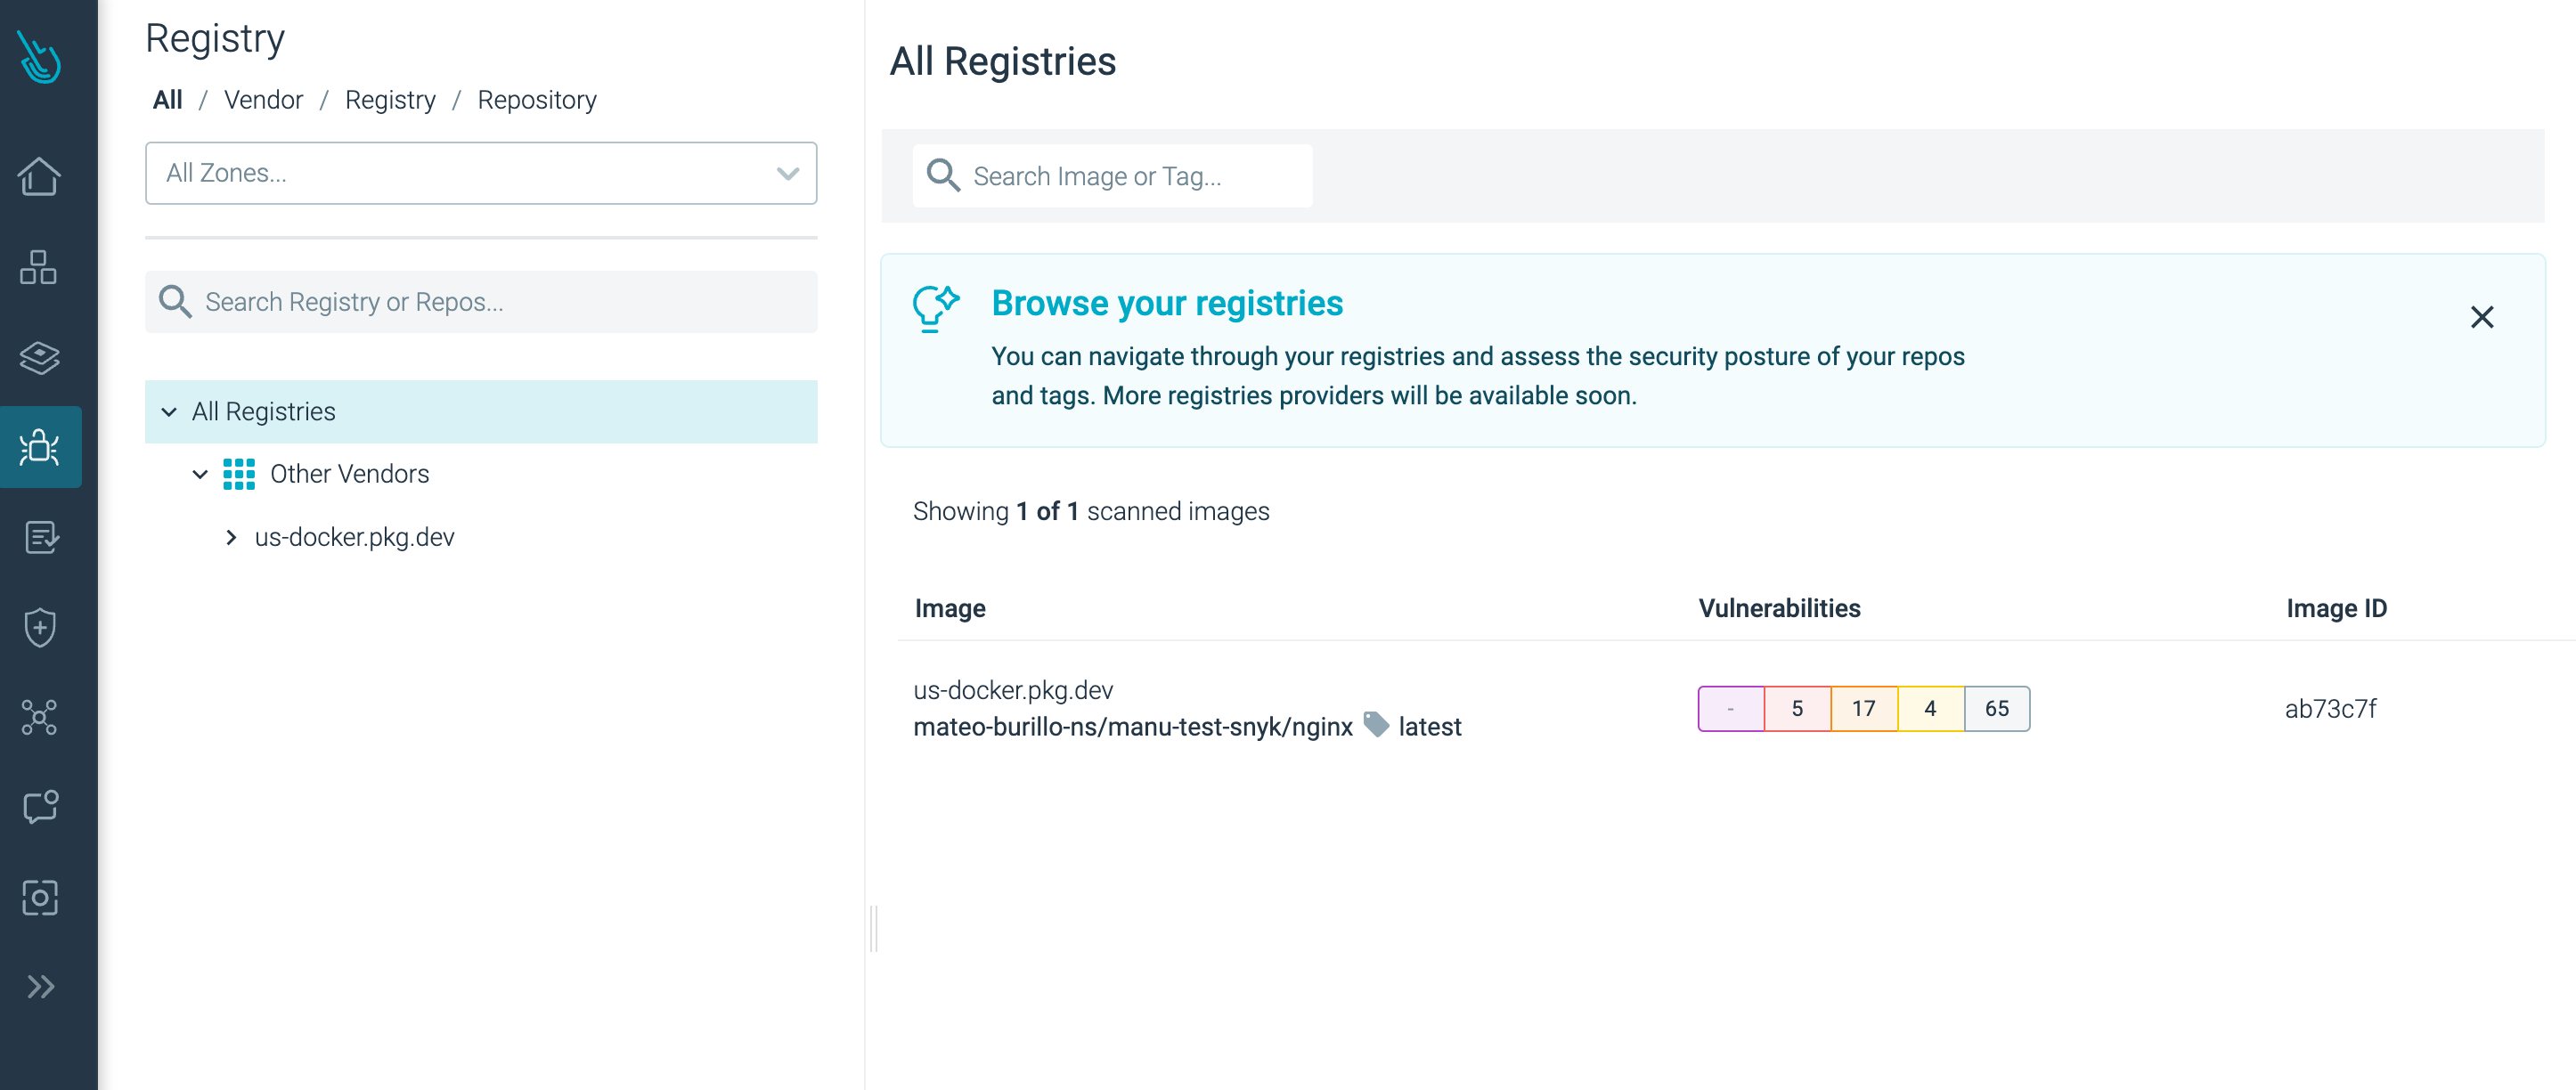 Registry
All / Vendor / Registry / Repository
All Zones...
Search Registry or Repos...
All Registries
Other Vendors
us-docker.pkg.dev
All Registries
Search Image or Tag...
Browse your registries
You can navigate through your registries and assess the security posture of your repos
and tags. More registries providers will be available soon.
Showing 1 of 1 scanned images
Image Vulnerabilities Image ID
us-docker.pkg.dev
mateo-burillo-ns/manu-test-snyk/nginx latest
- 5 17 4 65
ab73c7f